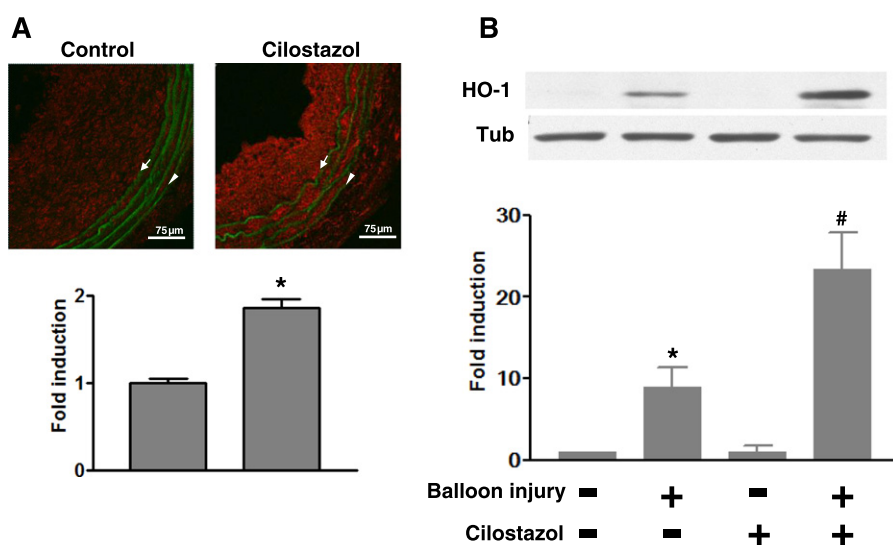 A
Control Cilostazol
75µm 75µm
*
2
1
0
Fold induction
B
HO-1
Tub
#
*
30
20
10
0
Fold induction
Balloon injury - + - +
Cilostazol - - + +